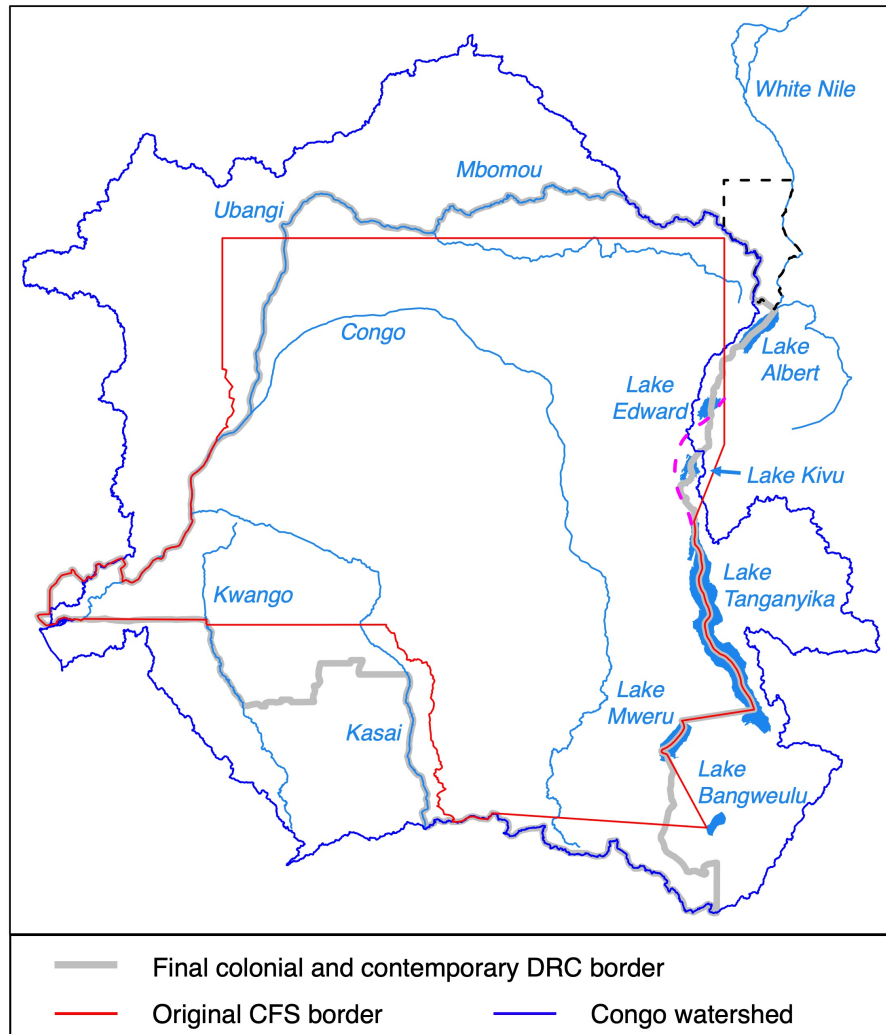 White Nile
Mbomou
Ubangi
Congo
Lake
Albert
Lake
Edward
Lake Kivu
Lake
Tanganyika
Kwango
Lake
Mweru
Kasai
Lake
Bangweulu
Final colonial and contemporary DRC border
Original CFS border
Congo watershed